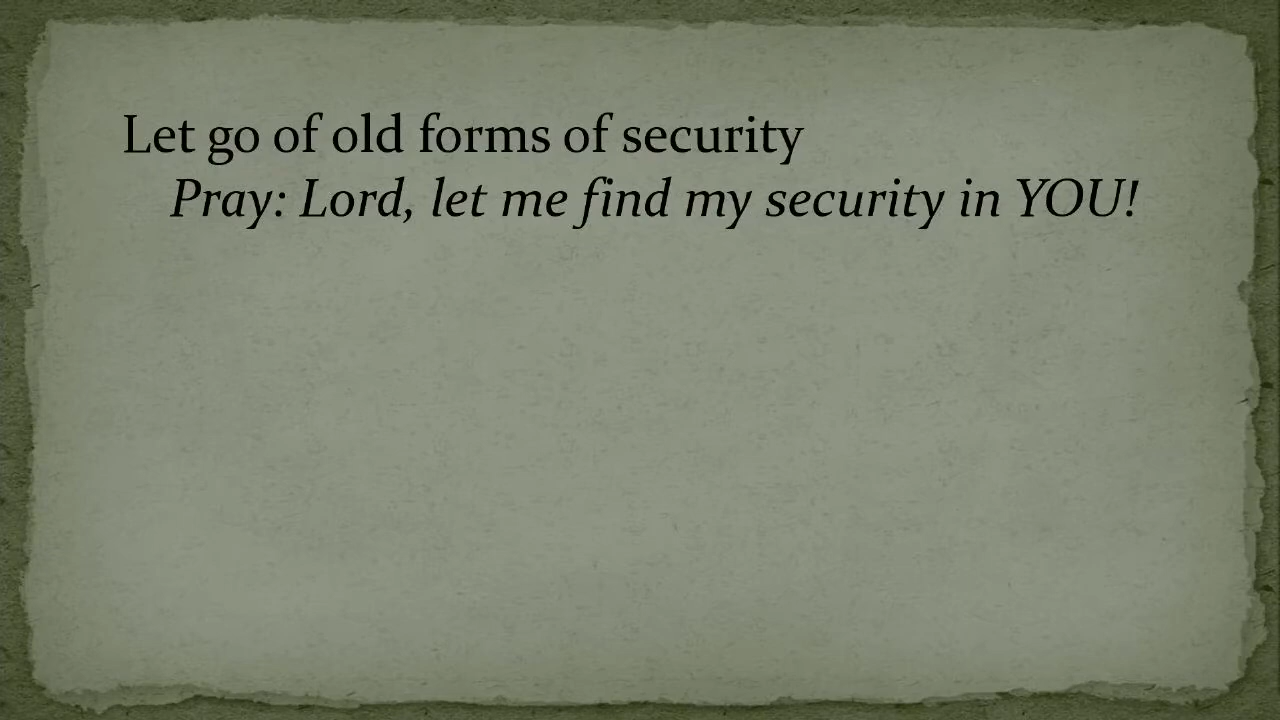 Let go of old forms of security
Pray: Lord, let me find my security in YOU!